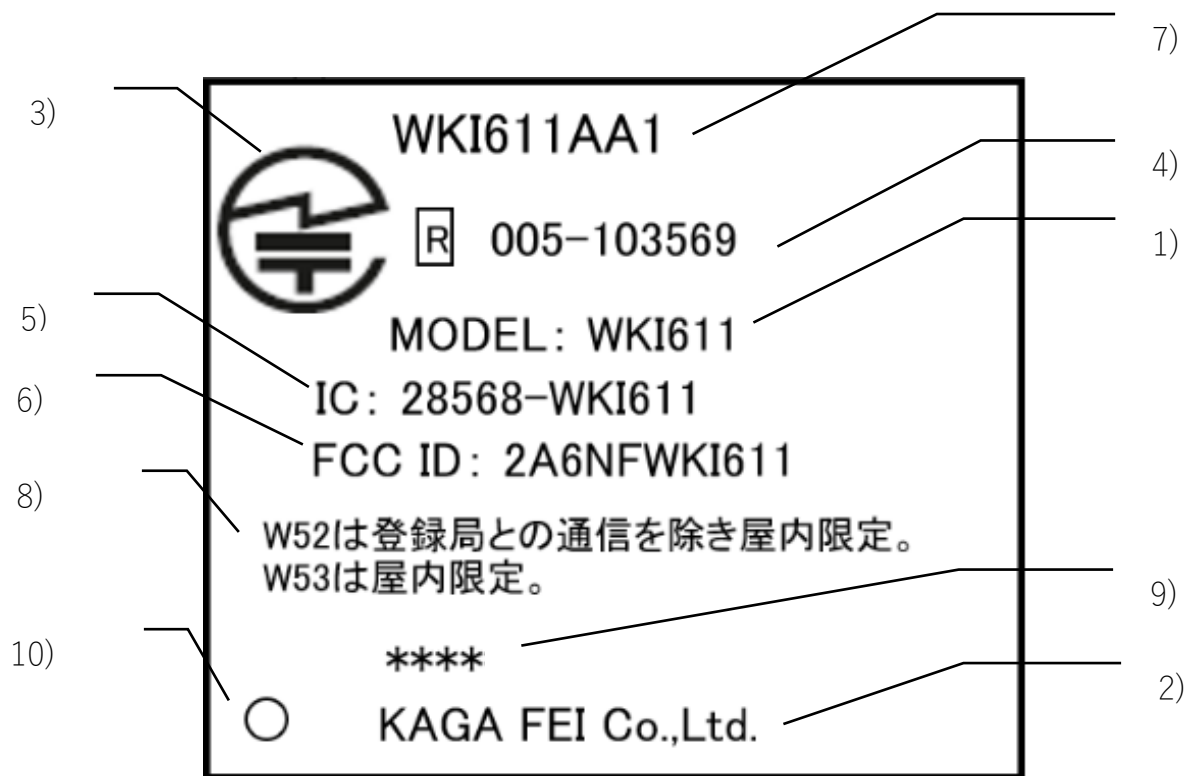 7)
3)
WKI611AA1
4)
R 005-103569
1)
5)
MODEL: WKI611
6)
IC: 28568-WKI611
FCC ID: 2A6NFWKI611
8)
W52は登録局との通信を除き屋内限定。
W53は屋内限定。
9)
10)
****
2)
KAGA FEI Co.,Ltd.